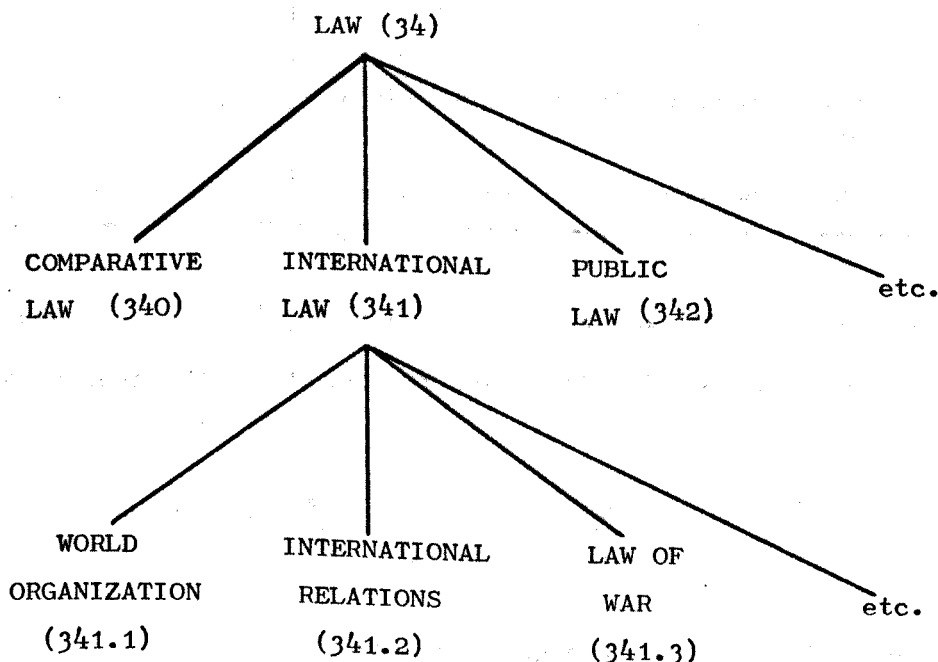 LAW (34)
COMPARATIVE
LAW (340)
INTERNATIONAL
LAW (341)
PUBLIC
LAW (342)
etc.
WORLD
ORGANIZATION
(341.1)
INTERNATIONAL
RELATIONS
(341.2)
LAW OF
WAR
(341.3)
etc.